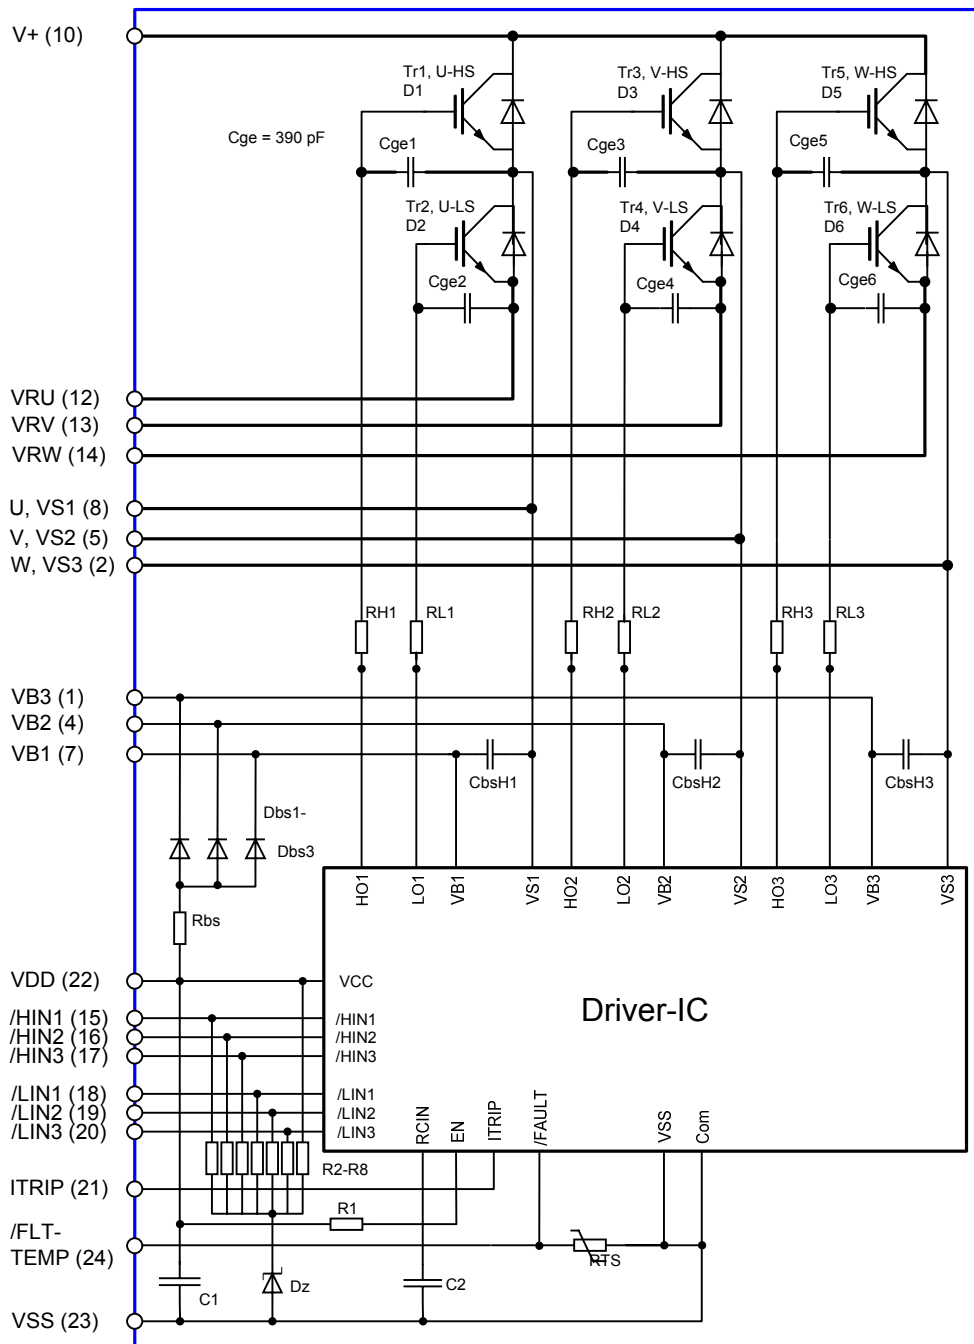 V+ (10)
Tr1, U-HS
D1
Tr3, V-HS
D3
Tr5, W-HS
D5
Cge = 390 pF
Cge1
Cge3
Cge5
Tr2, U-LS
D2
Tr4, V-LS
D4
Tr6, W-LS
D6
Cge2
Cge4
Cge6
VRU (12)
VRV (13)
VRW (14)
U, VS1 (8)
V, VS2 (5)
W, VS3 (2)
RH1
RL1
RH2
RL2
RH3
RL3
VB3 (1)
VB2 (4)
VB1 (7)
CbsH1
CbsH2
CbsH3
Dbs1-
Dbs3
HO1
LO1
VB1
VS1
HO2
LO2
VB2
VS2
HO3
LO3
VB3
VS3
Rbs
VDD (22)
VCC
Driver-IC
/HIN1 (15)
/HIN1
/HIN2 (16)
/HIN2
/HIN3 (17)
/HIN3
/LIN1 (18)
/LIN1
/LIN2 (19)
/LIN2
/LIN3 (20)
/LIN3
RCIN
EN
ITRIP
/FAULT
VSS
Com
R2-R8
ITRIP (21)
R1
/FLT-
TEMP (24)
RTS
C1
Dz
C2
VSS (23)